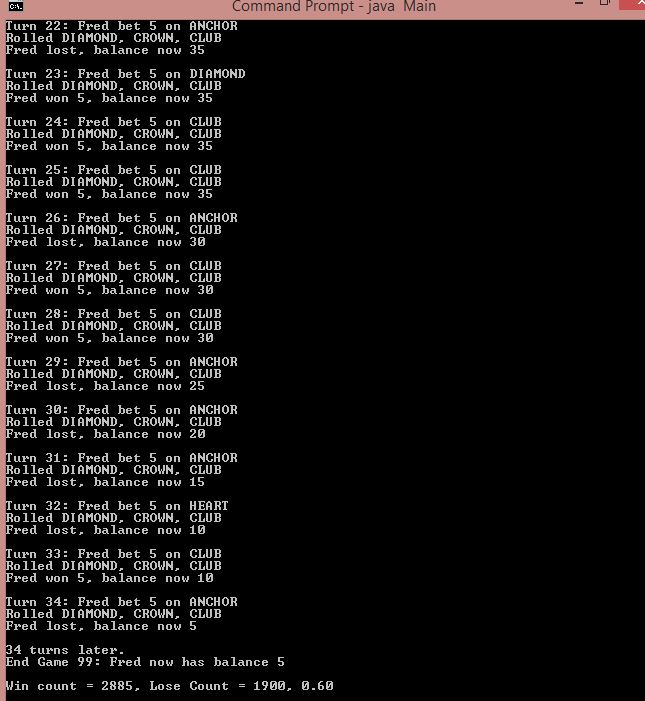 Command Prompt - java Main
Turn 22: Fred bet 5 on ANCHOR
Rolled DIAMOND, CROWN, CLUB
Fred lost, balance now 35
Turn 23: Fred bet 5 on DIAMOND
Rolled DIAMOND, CROWN, CLUB
Fred won 5, balance now 35
Turn 24: Fred bet 5 on CLUB
Rolled DIAMOND, CROWN, CLUB
Fred won 5, balance now 35
Turn 25: Fred bet 5 on CLUB
Rolled DIAMOND, CROWN, CLUB
Fred won 5, balance now 35
Turn 26: Fred bet 5 on ANCHOR
Rolled DIAMOND, CROWN, CLUB
Fred lost, balance now 30
Turn 27: Fred bet 5 on CLUB
Rolled DIAMOND, CROWN, CLUB
Fred won 5, balance now 30
Turn 28: Fred bet 5 on CLUB
Rolled DIAMOND, CROWN, CLUB
Fred won 5, balance now 30
Turn 29: Fred bet 5 on ANCHOR
Rolled DIAMOND, CROWN, CLUB
Fred lost, balance now 25
Turn 30: Fred bet 5 on ANCHOR
Rolled DIAMOND, CROWN, CLUB
Fred lost, balance now 20
Turn 31: Fred bet 5 on ANCHOR
Rolled DIAMOND, CROWN, CLUB
Fred lost, balance now 15
Turn 32: Fred bet 5 on HEART
Rolled DIAMOND, CROWN, CLUB
Fred lost, balance now 10
Turn 33: Fred bet 5 on CLUB
Rolled DIAMOND, CROWN, CLUB
Fred won 5, balance now 10
Turn 34: Fred bet 5 on ANCHOR
Rolled DIAMOND, CROWN, CLUB
Fred lost, balance now 5
34 turns later.
End Game 99: Fred now has balance 5
Win count = 2885, Lose Count = 1900, 0.60